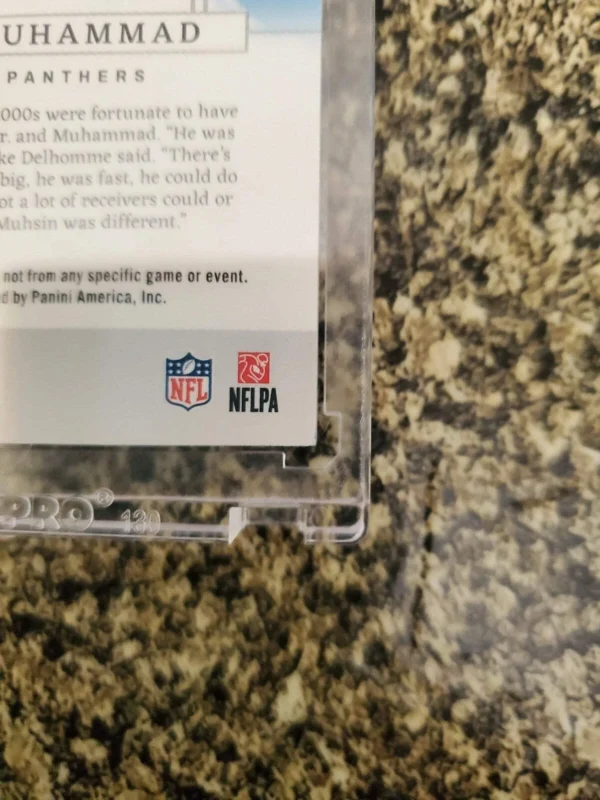 UHAMMAD
PANTHERS
000s were fortunate to have
r. and Muhammad. "He was
ke Delhomme said. "There's
big, he was fast, he could do
ot a lot of receivers could or
Muhsin was different."
not from any specific game or event.
d by Panini America, Inc.
NFL
NFLPA
PRO® 130